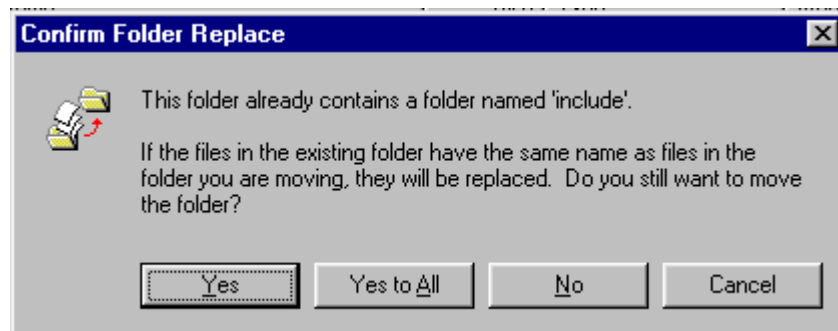 Confirm Folder Replace
This folder already contains a folder named 'include'.
If the files in the existing folder have the same name as files in the
folder you are moving, they will be replaced.  Do you still want to move
the folder?
Yes
Yes to All
No
Cancel